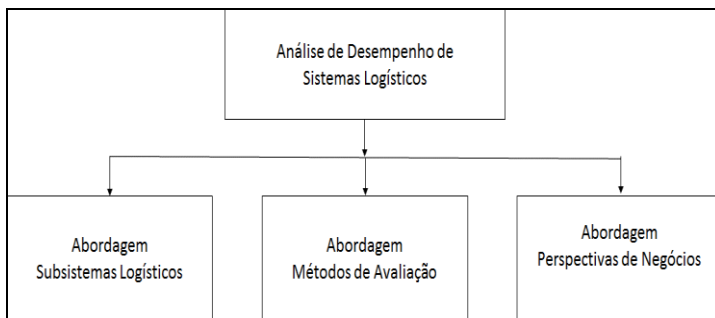 Análise de Desempenho de
Sistemas Logísticos
Abordagem
Subsistemas Logísticos
Abordagem
Métodos de Avaliação
Abordagem
Perspectivas de Negócios